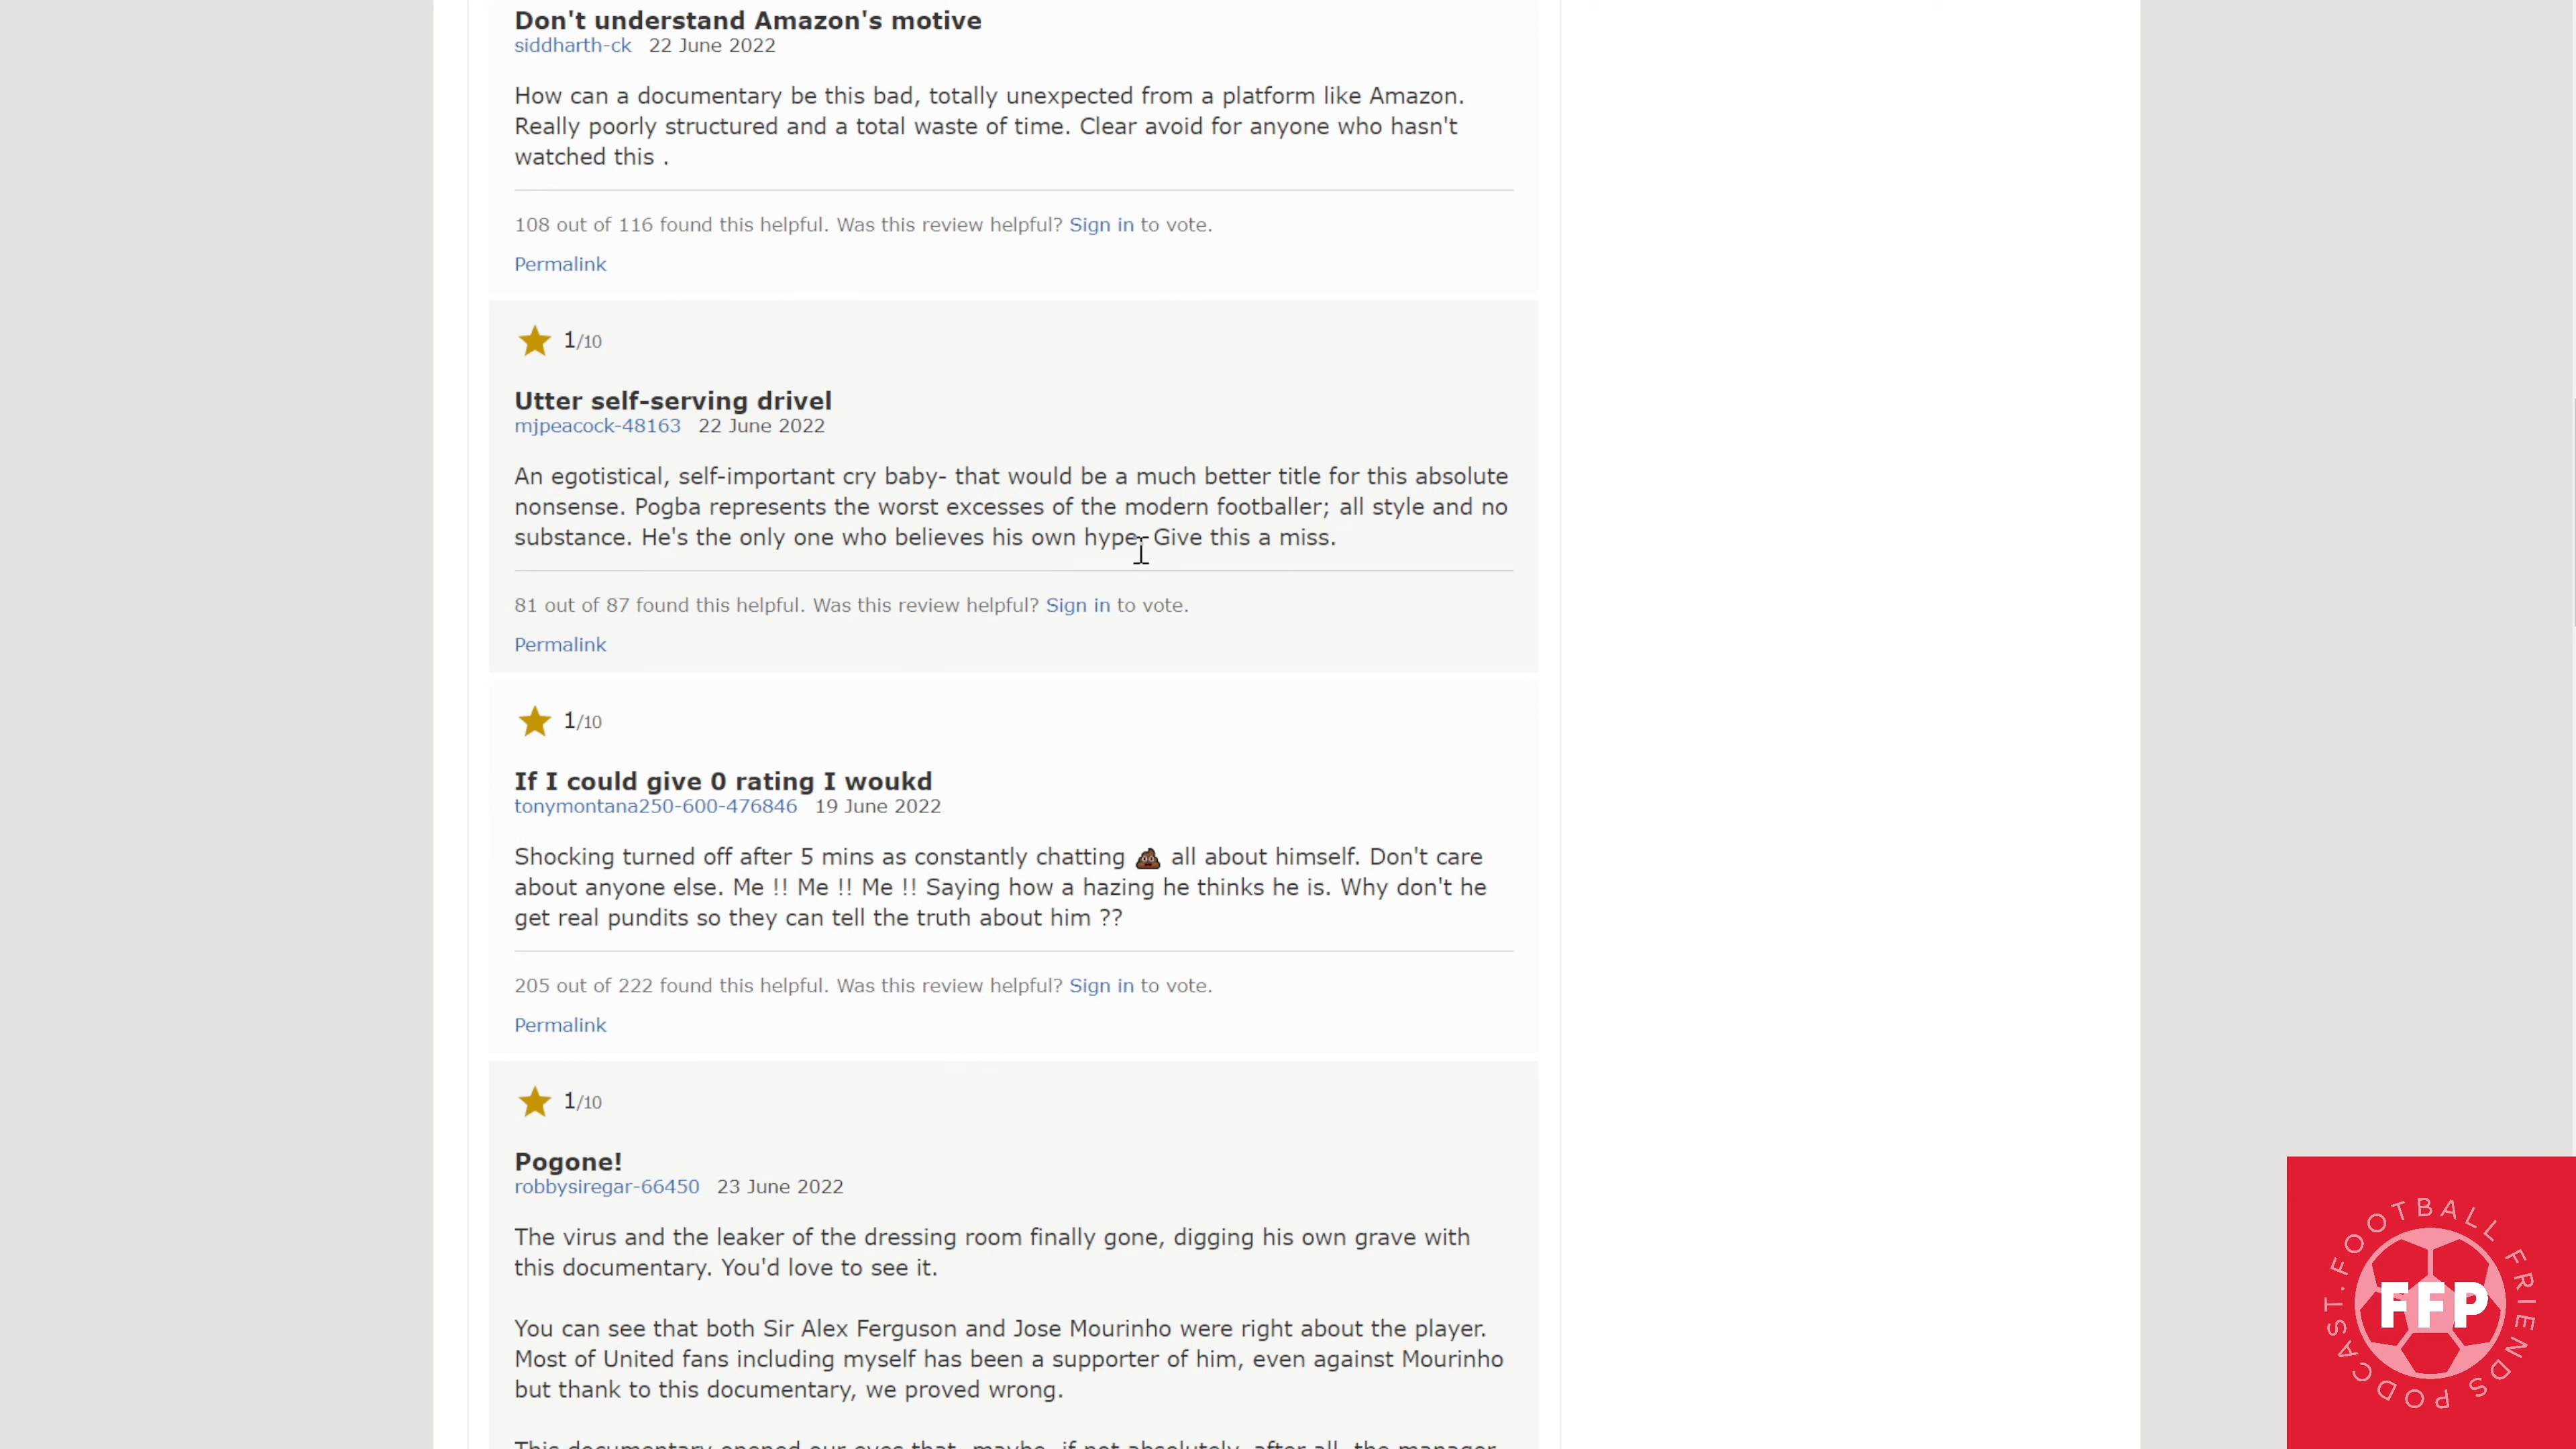 Don't understand Amazon's motive
siddharth-ck 22 June 2022
How can a documentary be this bad, totally unexpected from a platform like Amazon.
Really poorly structured and a total waste of time. Clear avoid for anyone who hasn't
watched this .
108 out of 116 found this helpful. Was this review helpful? Sign in to vote.
Permalink
1/10
Utter self-serving drivel
mjpeacock-48163 22 June 2022
An egotistical, self-important cry baby- that would be a much better title for this absolute
nonsense. Pogba represents the worst excesses of the modern footballer; all style and no
substance. He's the only one who believes his own hype. Give this a miss.
81 out of 87 found this helpful. Was this review helpful? Sign in to vote.
Permalink
1/10
If I could give 0 rating I woukd
tonymontana250-600-476846 19 June 2022
Shocking turned off after 5 mins as constantly chatting 💩 all about himself. Don't care
about anyone else. Me !! Me !! Me !! Saying how a hazing he thinks he is. Why don't he
get real pundits so they can tell the truth about him ??
205 out of 222 found this helpful. Was this review helpful? Sign in to vote.
Permalink
1/10
Pogone!
robbysiregar-66450 23 June 2022
The virus and the leaker of the dressing room finally gone, digging his own grave with
this documentary. You'd love to see it.
You can see that both Sir Alex Ferguson and Jose Mourinho were right about the player.
Most of United fans including myself has been a supporter of him, even against Mourinho
but thank to this documentary, we proved wrong.
This documentary opened our eyes that, maybe, if not absolutely, after all, the manager
FOOTBALL FRIENDS PODCAST.
FFP